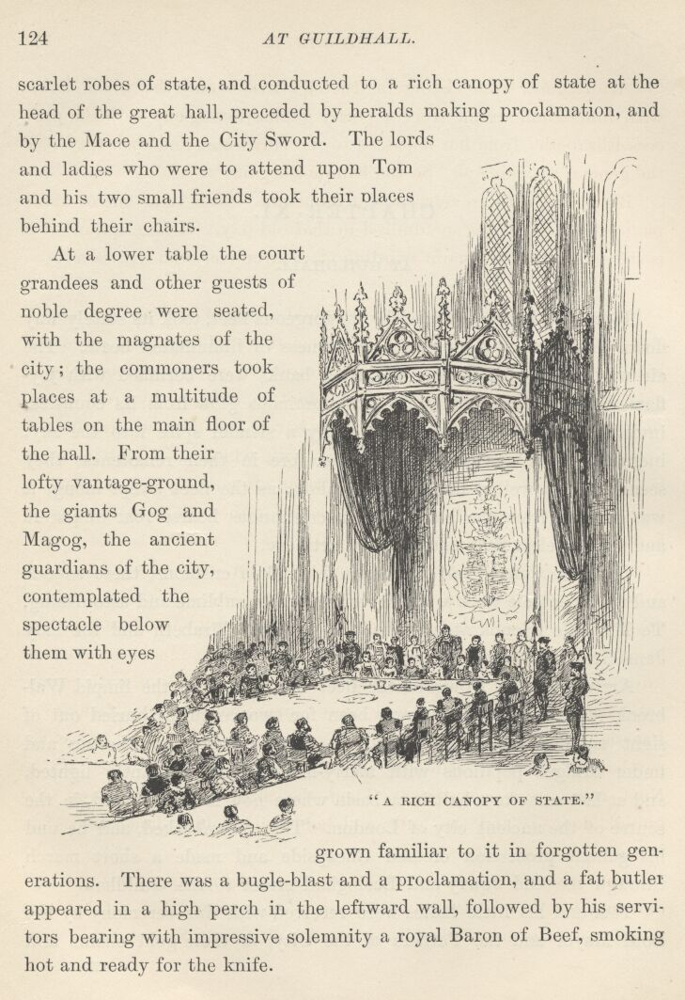 124
AT GUILDHALL.
scarlet robes of state, and conducted to a rich canopy of state at the
head of the great hall, preceded by heralds making proclamation, and
by the Mace and the City Sword. The lords
and ladies who were to attend upon Tom
and his two small friends took their places
behind their chairs.
At a lower table the court
grandees and other guests of
noble degree were seated,
with the magnates of the
city; the commoners took
places at a multitude of
tables on the main floor of
the hall. From their
lofty vantage-ground,
the giants Gog and
Magog, the ancient
guardians of the city,
contemplated the
spectacle below
them with eyes
"A RICH CANOPY OF STATE."
grown familiar to it in forgotten gen-
erations. There was a bugle-blast and a proclamation, and a fat butler
appeared in a high perch in the leftward wall, followed by his servi-
tors bearing with impressive solemnity a royal Baron of Beef, smoking
hot and ready for the knife.